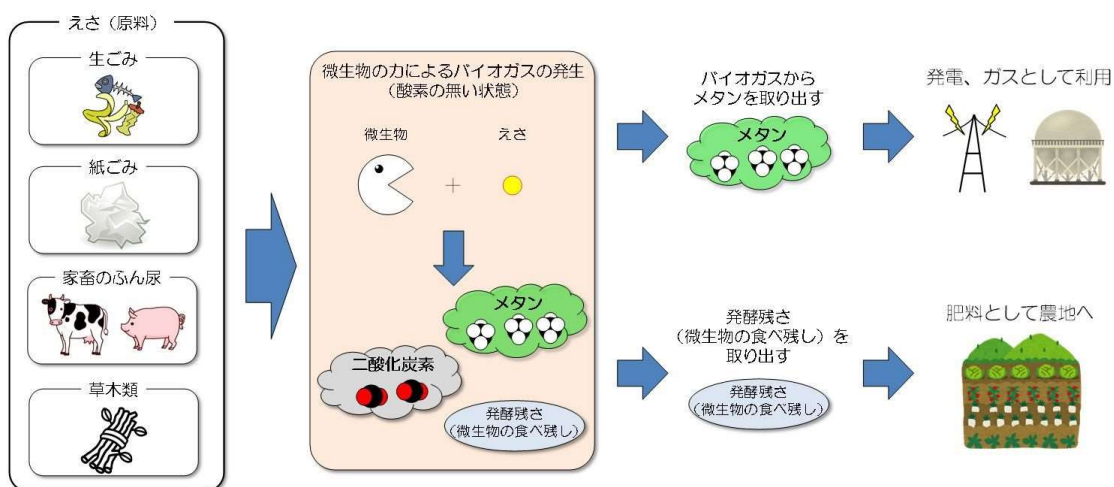 えさ（原料）
生ごみ
紙ごみ
家畜のふん尿
草木類
微生物の力によるバイオガスの発生
（酸素の無い状態）
微生物
えさ
+
メタン
二酸化炭素
発酵残さ
（微生物の食べ残し）
バイオガスから
メタンを取り出す
メタン
発電、ガスとして利用
発酵残さ
（微生物の食べ残し）を
取り出す
発酵残さ
（微生物の食べ残し）
肥料として農地へ